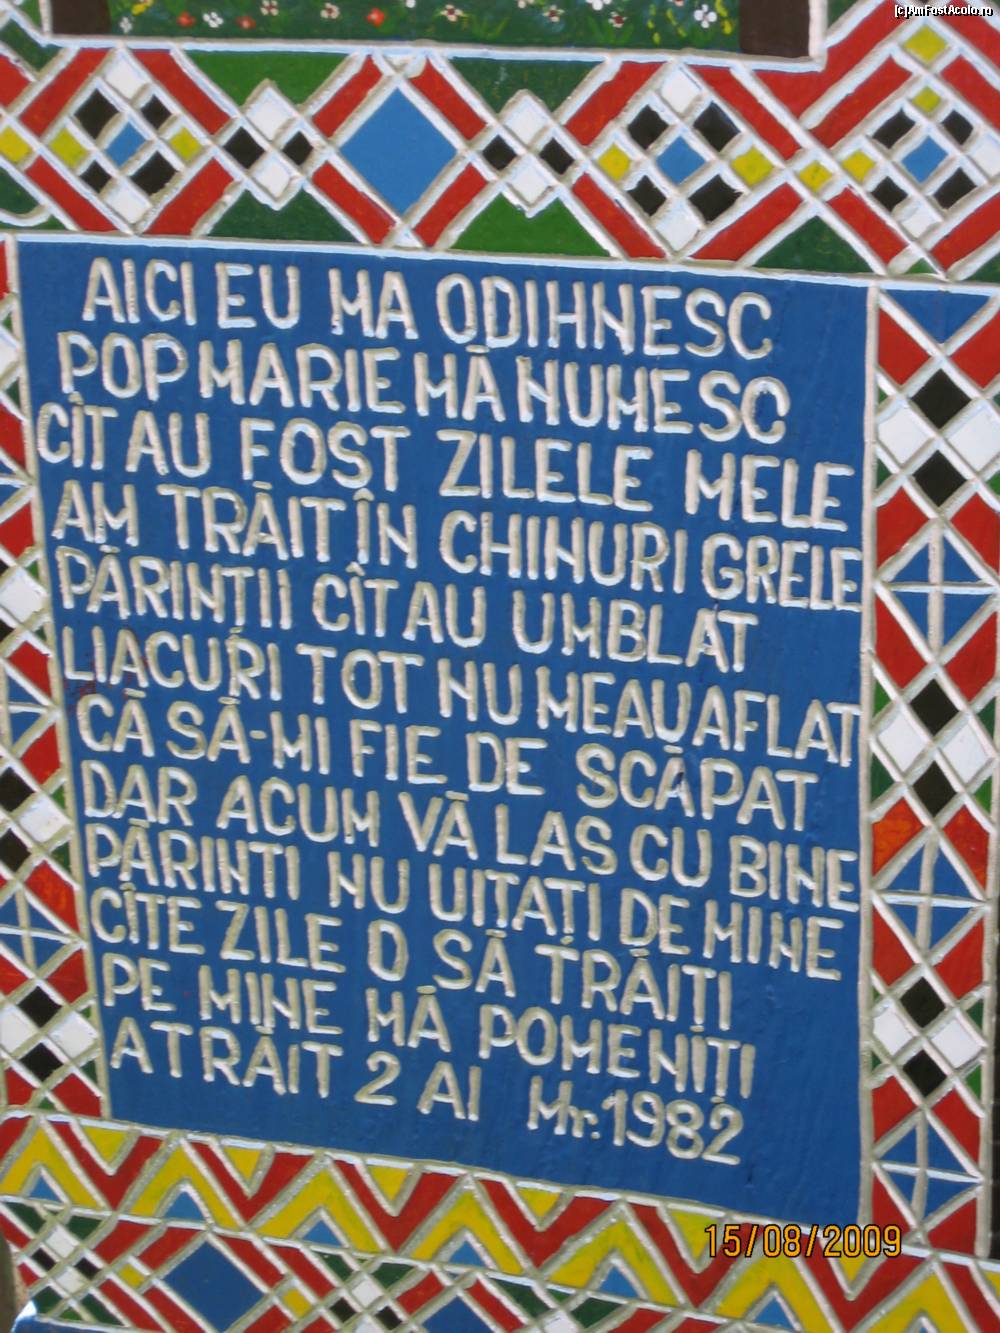 [c]AmFostAcolo.ro
AICI EU MA ODIHNESC
POP MARIE MĂ NUMESC
CÎT AU FOST ZILELE MELE
AM TRĂIT ÎN CHINURI GRELE
PĂRINȚII CÎT AU UMBLAT
LIACURI TOT NU MEAU AFLAT
CĂ SĂ-MI FIE DE SCĂPAT
DAR ACUM VĂ LAS CU BINE
PĂRINTI NU UITAȚI DE MINE
CÎTE ZILE O SĂ TRĂIȚI
PE MINE MĂ POMENIȚI
A TRĂIT 2 AI Mr. 1982
15/08/2009